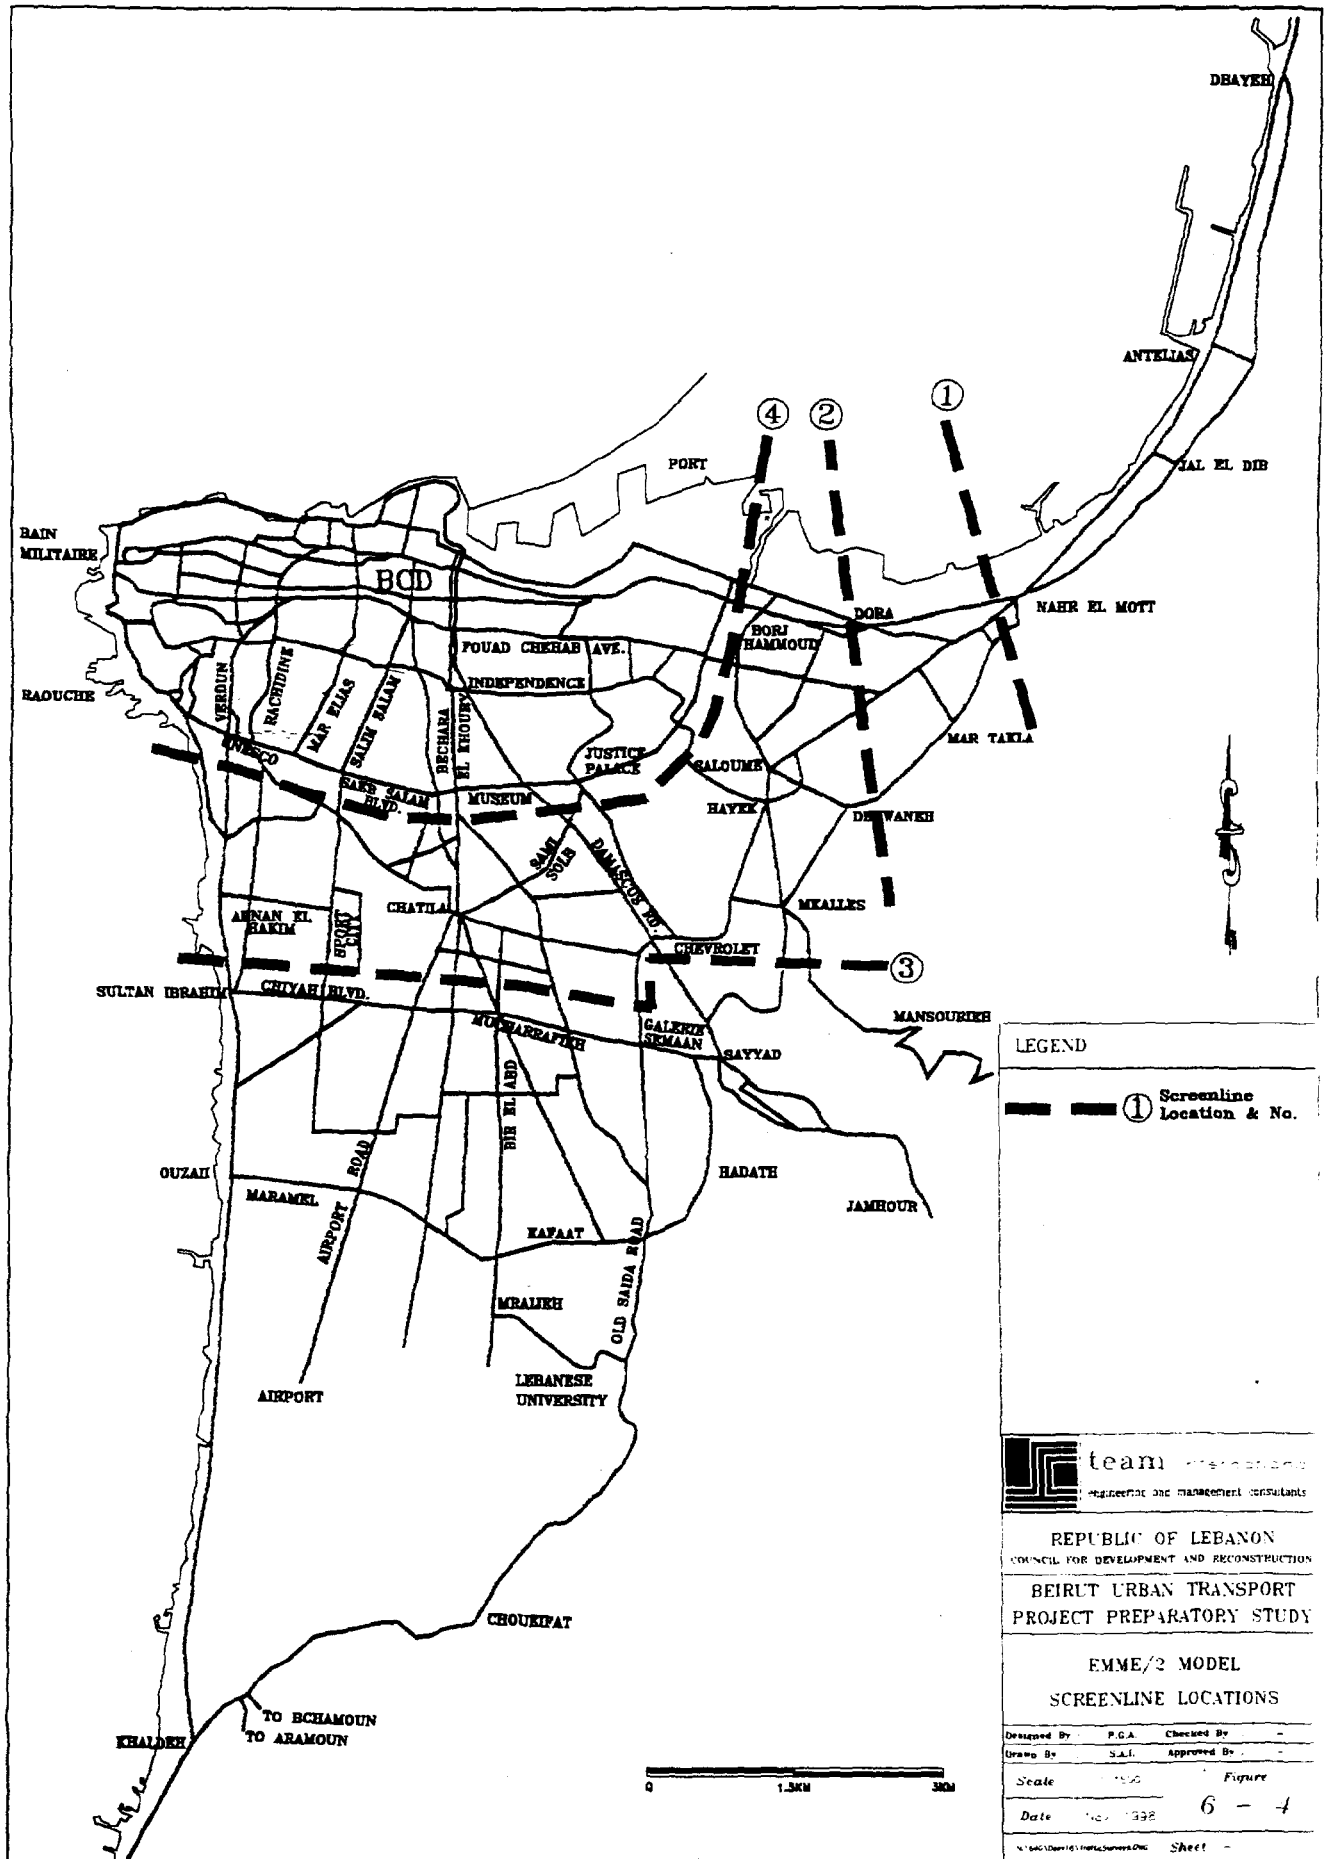 DBAYEH
ANTELIAS
④
②
①
PORT
JAL EL DIB
BAIN
MILITAIRE
BCD
NAHR EL MOTT
DORA
BORJ
HAMMOUD
FOUAD CHEHAB AVE.
INDEPENDENCE
RAOUCHE
VERDUN
RACHIDINE
MAR ELIAS
SALIM SALAM
BECHARA
EL KHOURY
UNESCO
MAR TAKLA
JUSTICE
PALACE
SALOUME
SAEB SALAM
BLVD.
MUSEUM
HAYEK
DEKWANEH
SAMI
SOLH
DAMASCUS RD.
CHATILA
MKALLES
ADNAN EL
HAKIM
SPORT
CITY
CHEVROLET
③
SULTAN IBRAHIM
CHIYAH BLVD.
MANSOURIEH
MUCHARRAFIEH
GALERIE
SEMAAN
SAYYAD
BIR EL ABD
OUZAII
MARAMEL
AIRPORT ROAD
HADATH
JAMHOUR
KAFAAT
OLD SAIDA ROAD
MRAIJEH
AIRPORT
LEBANESE
UNIVERSITY
CHOUEIFAT
TO BCHAMOUN
TO ARAMOUN
KHALDEH
0 1.5KM 3KM
LEGEND
① Screenline
Location & No.
team
engineering and management consultants
REPUBLIC OF LEBANON
COUNCIL FOR DEVELOPMENT AND RECONSTRUCTION
BEIRUT URBAN TRANSPORT
PROJECT PREPARATORY STUDY
EMME/2 MODEL
SCREENLINE LOCATIONS
Designed By P.G.A. Checked By -
Drawn By S.A.I. Approved By -
Scale Figure
Date 1998 6 - 4
Sheet -